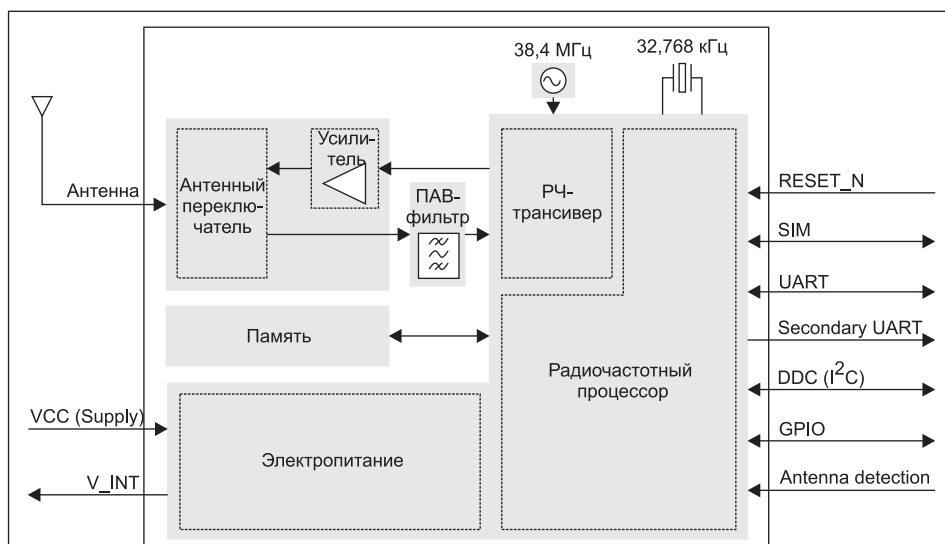 38,4 МГц
32,768 кГц
Усили-
тель
Антенный
переклю-
чатель
Антенна
ПАВ-
фильтр
РЧ-
трансивер
Память
Радиочастотный
процессор
Электропитание
VCC (Supply)
V_INT
RESET_N
SIM
UART
Secondary UART
DDC (I²C)
GPIO
Antenna detection